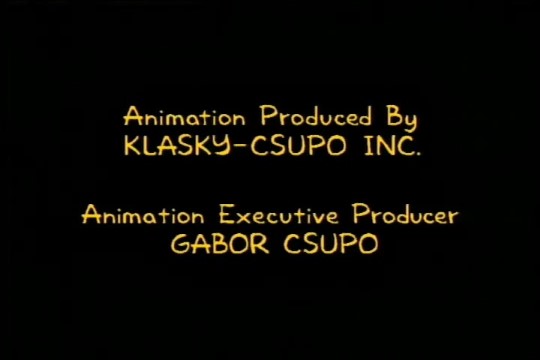 Animation Produced By
KLASKY-CSUPO INC.
Animation Executive Producer
GABOR CSUPO